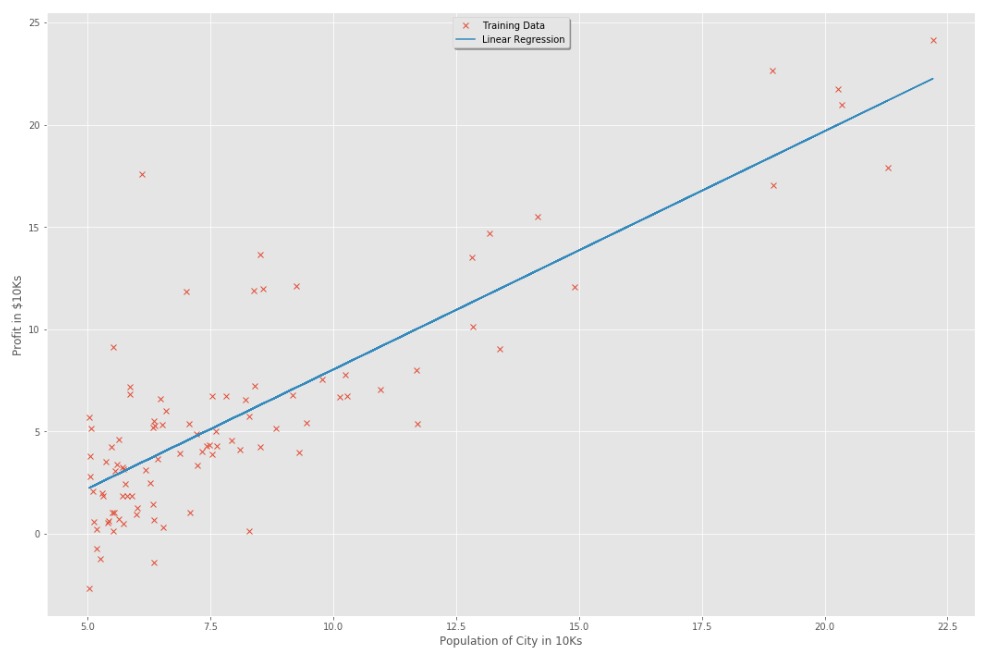 Training Data
Linear Regression
25
20
15
10
5
0
Profit in $10Ks
5.0 7.5 10.0 12.5 15.0 17.5 20.0 22.5
Population of City in 10Ks